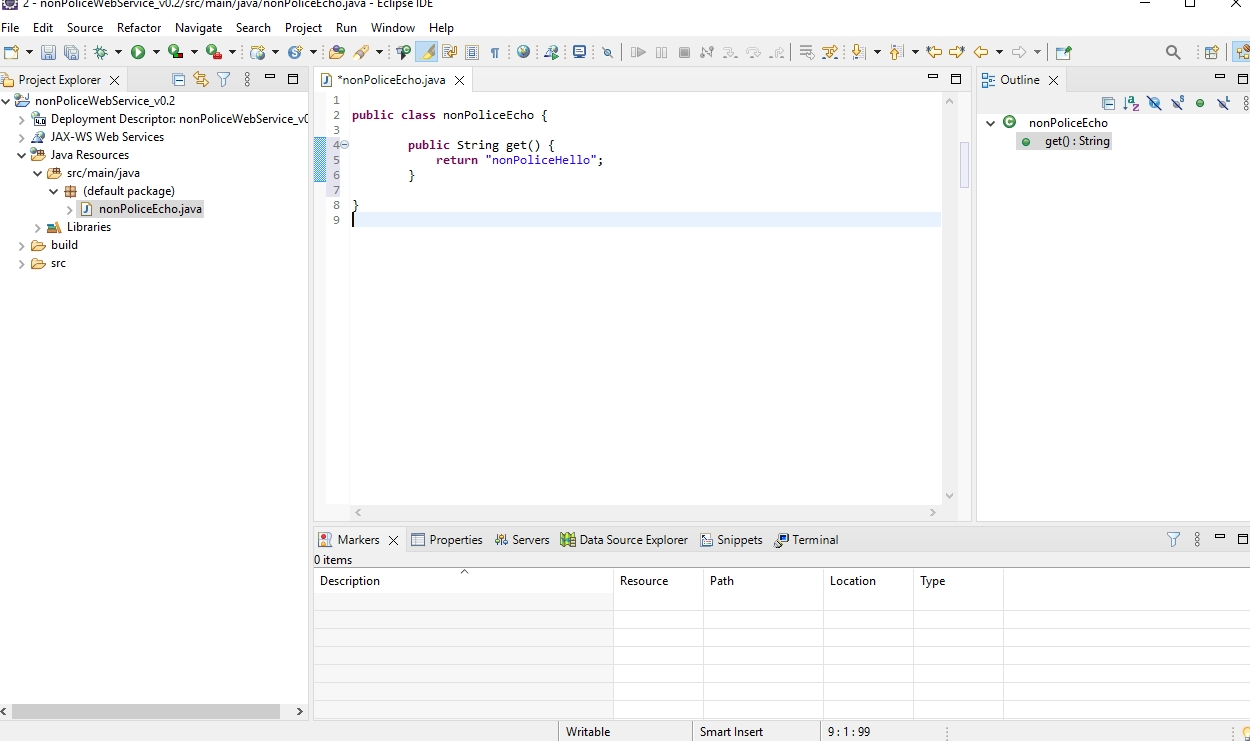 2 - nonPoliceWebService_v0.2/src/main/java/nonPoliceEcho.java - Eclipse IDE
File Edit Source Refactor Navigate Search Project Run Window Help
Project Explorer
nonPoliceWebService_v0.2
Deployment Descriptor: nonPoliceWebService_v0
JAX-WS Web Services
Java Resources
src/main/java
(default package)
nonPoliceEcho.java
Libraries
build
src
*nonPoliceEcho.java
1
2 public class nonPoliceEcho {
3
4 public String get() {
5 return "nonPoliceHello";
6 }
7
8 }
9
Outline
nonPoliceEcho
get() : String
Markers Properties Servers Data Source Explorer Snippets Terminal
0 items
Description Resource Path Location Type
Writable Smart Insert 9 : 1 : 99